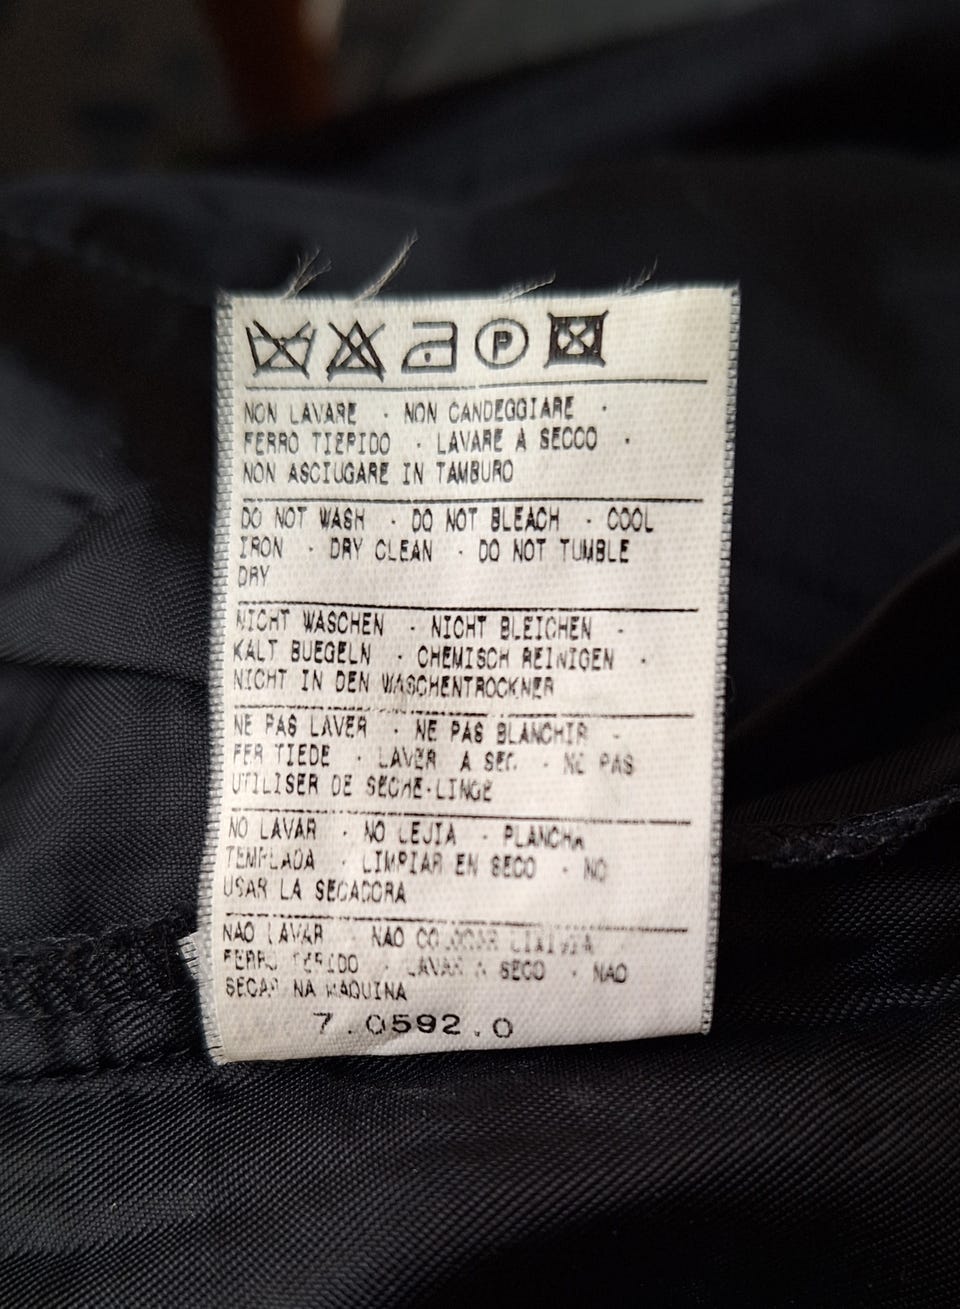 P
NON LAVARE · NON CANDEGGIARE ·
FERRO TIEPIDO · LAVARE A SECCO ·
NON ASCIUGARE IN TAMBURO
DO NOT WASH · DO NOT BLEACH · COOL
IRON · DRY CLEAN · DO NOT TUMBLE
DRY
NICHT WASCHEN · NICHT BLEICHEN ·
KALT BUEGELN · CHEMISCH REINIGEN ·
NICHT IN DEN WASCHENTROCKNER
NE PAS LAVER · NE PAS BLANCHIR ·
FER TIEDE · LAVER A SEC · NE PAS
UTILISER DE SECHE-LINGE
NO LAVAR · NO LEJIA · PLANCHA
TEMPLADA · LIMPIAR EN SECO · NO
USAR LA SECADORA
NAO LAVAR NAO COLOCAR
FERRO · LAVAR A SECO · NAO
SECAR NA MAQUINA
7.0592.0